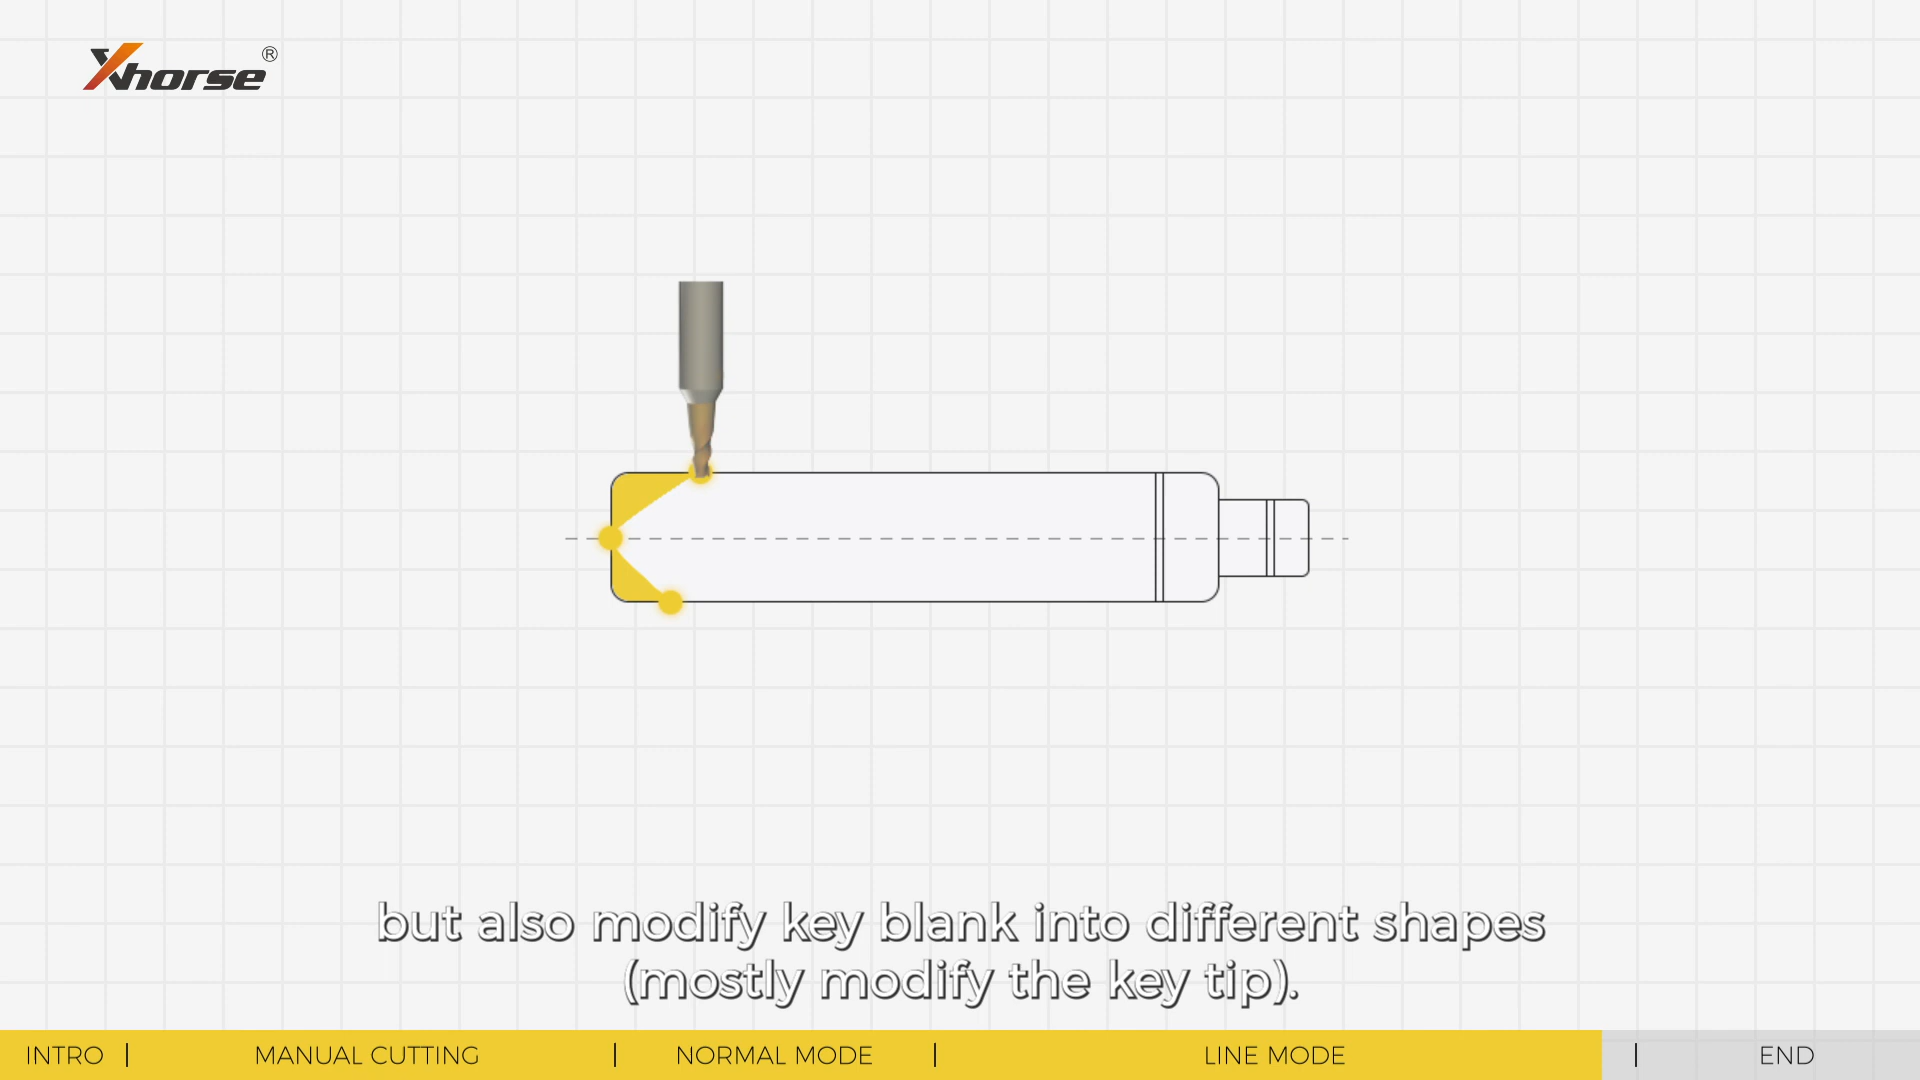 Xhorse®
but also modify key blank into different shapes
(mostly modify the key tip).
INTRO | MANUAL CUTTING | NORMAL MODE | LINE MODE | END